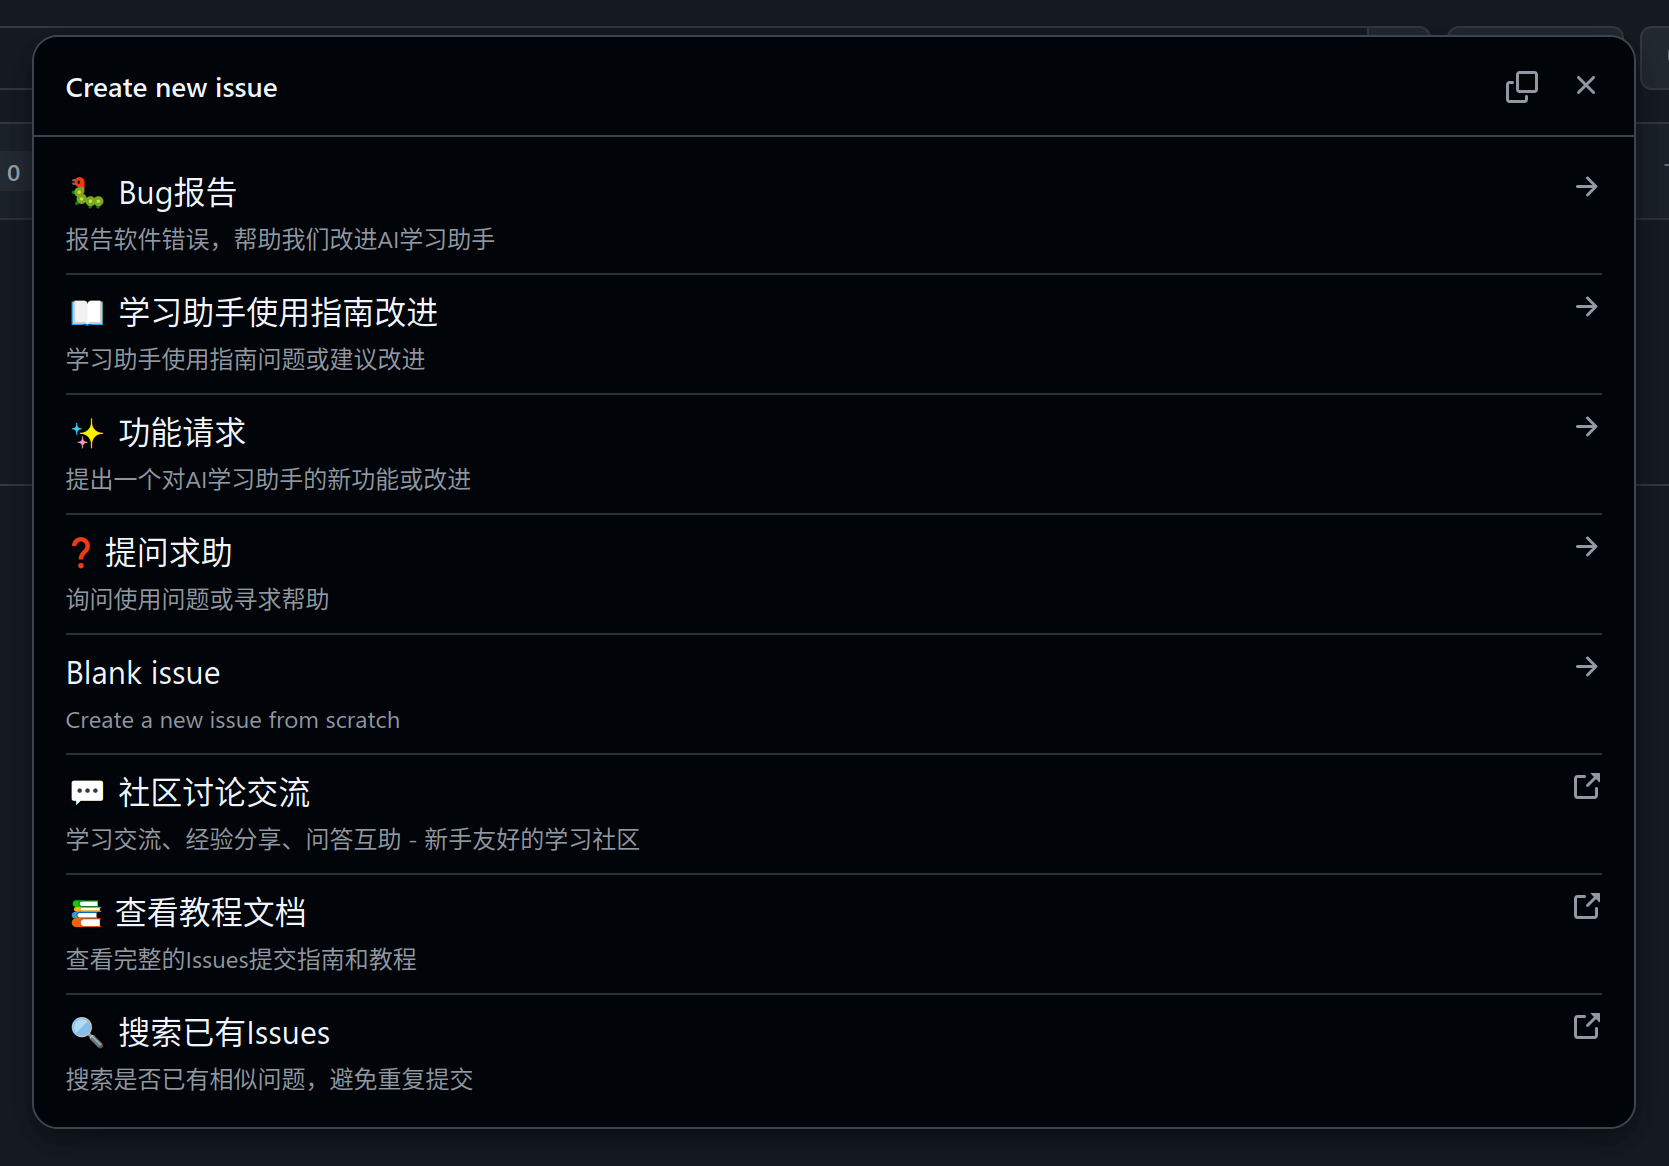 Create new issue
0
🐛 Bug报告
报告软件错误，帮助我们改进AI学习助手
📖 学习助手使用指南改进
学习助手使用指南问题或建议改进
✨ 功能请求
提出一个对AI学习助手的新功能或改进
❓ 提问求助
询问使用问题或寻求帮助
Blank issue
Create a new issue from scratch
💬 社区讨论交流
学习交流、经验分享、问答互助 - 新手友好的学习社区
📚 查看教程文档
查看完整的Issues提交指南和教程
🔍 搜索已有Issues
搜索是否已有相似问题，避免重复提交